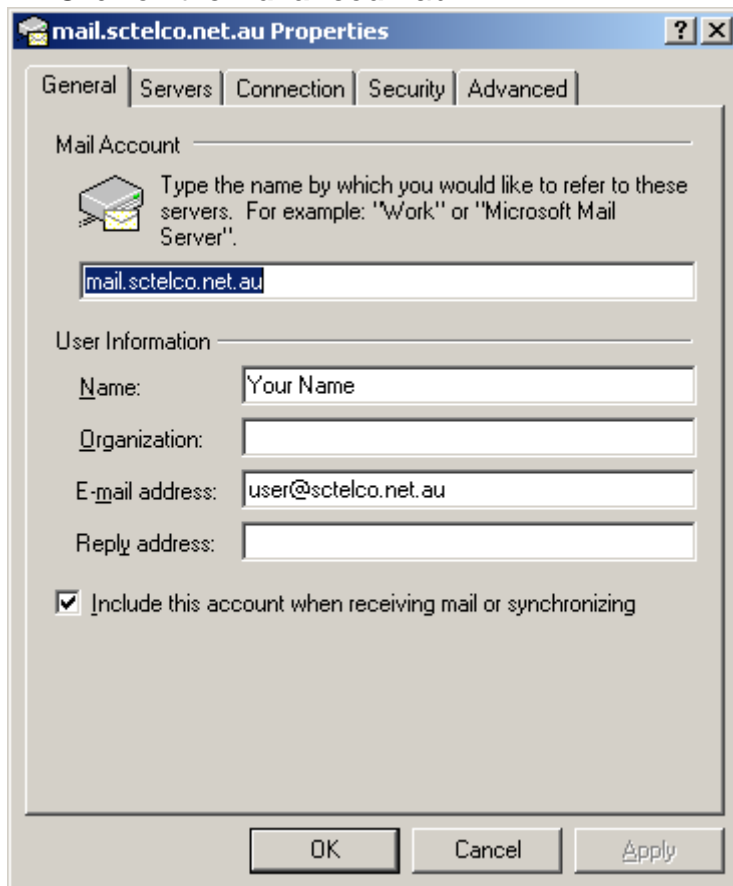 mail.sctelco.net.au Properties
General Servers Connection Security Advanced
Mail Account
Type the name by which you would like to refer to these
servers. For example: "Work" or "Microsoft Mail
Server".
mail.sctelco.net.au
User Information
Name: Your Name
Organization:
E-mail address: user@sctelco.net.au
Reply address:
Include this account when receiving mail or synchronizing
OK Cancel Apply